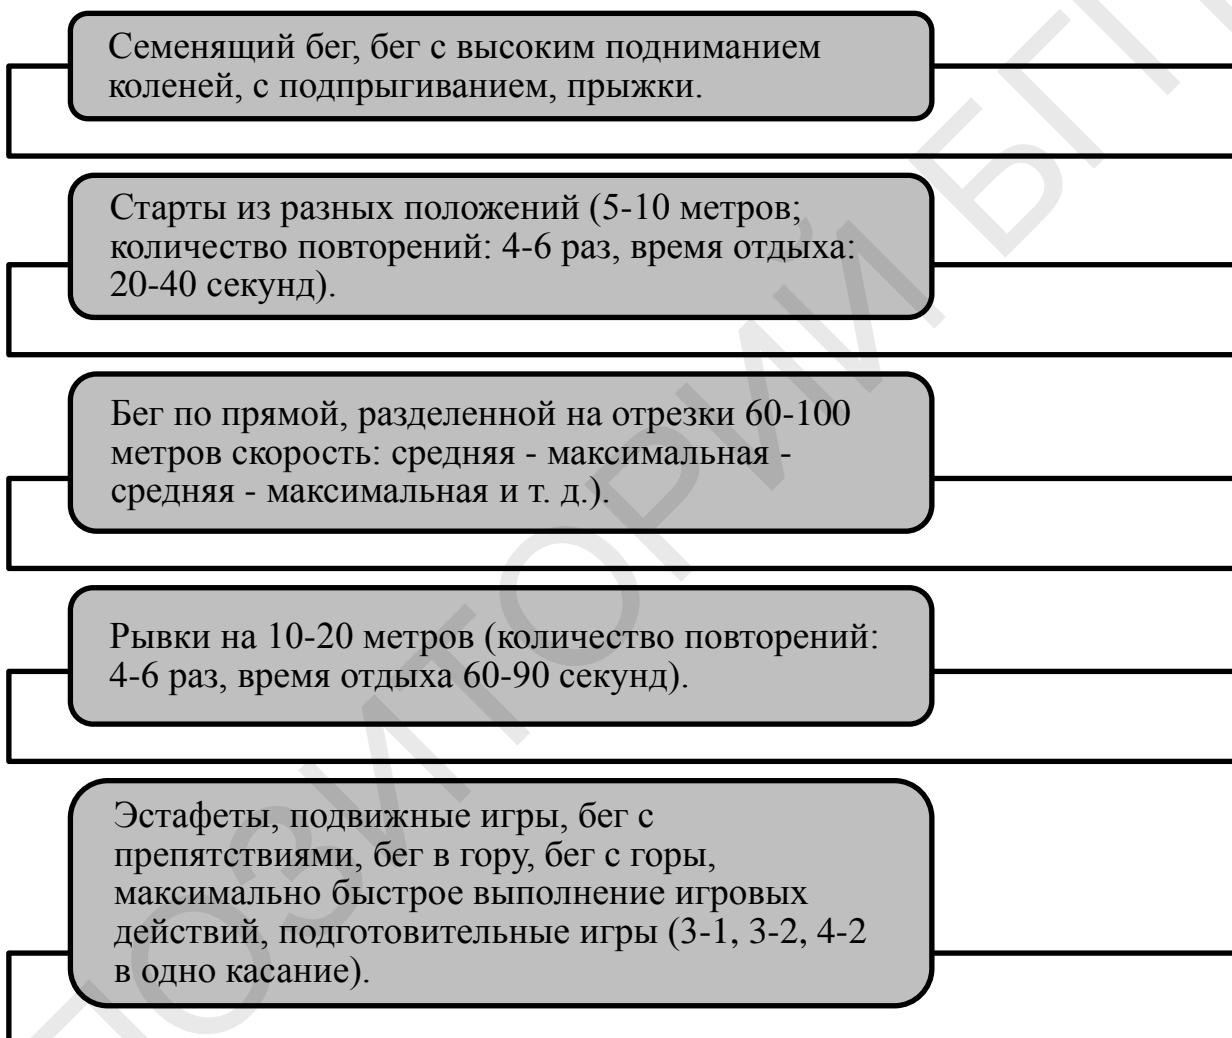 Семенящий бег, бег с высоким подниманием
коленей, с подпрыгиванием, прыжки.
Старты из разных положений (5-10 метров;
количество повторений: 4-6 раз, время отдыха:
20-40 секунд).
Бег по прямой, разделенной на отрезки 60-100
метров скорость: средняя - максимальная -
средняя - максимальная и т. д.).
Рывки на 10-20 метров (количество повторений:
4-6 раз, время отдыха 60-90 секунд).
Эстафеты, подвижные игры, бег с
препятствиями, бег в гору, бег с горы,
максимально быстрое выполнение игровых
действий, подготовительные игры (3-1, 3-2, 4-2
в одно касание).
ПОЗИТОРИЙ БГП